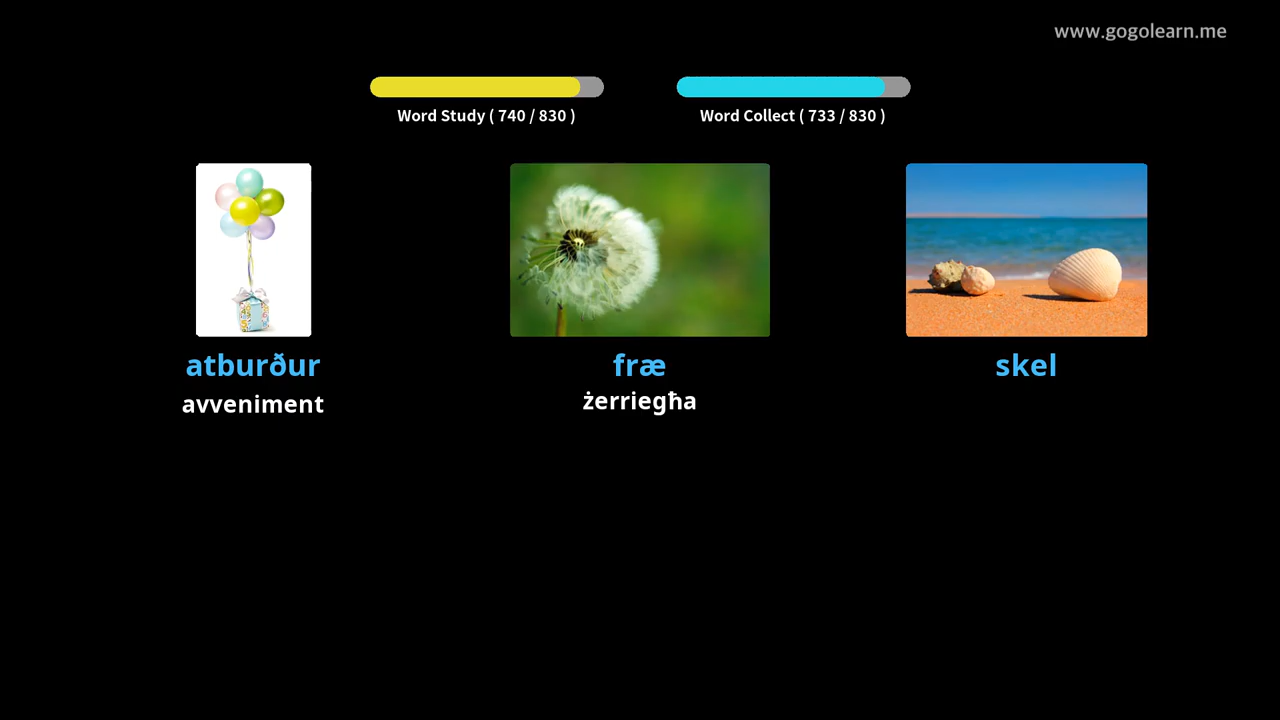 www.gogolearn.me
Word Study ( 740 / 830 )
Word Collect ( 733 / 830 )
atburður
fræ
skel
avveniment
żerriegħa